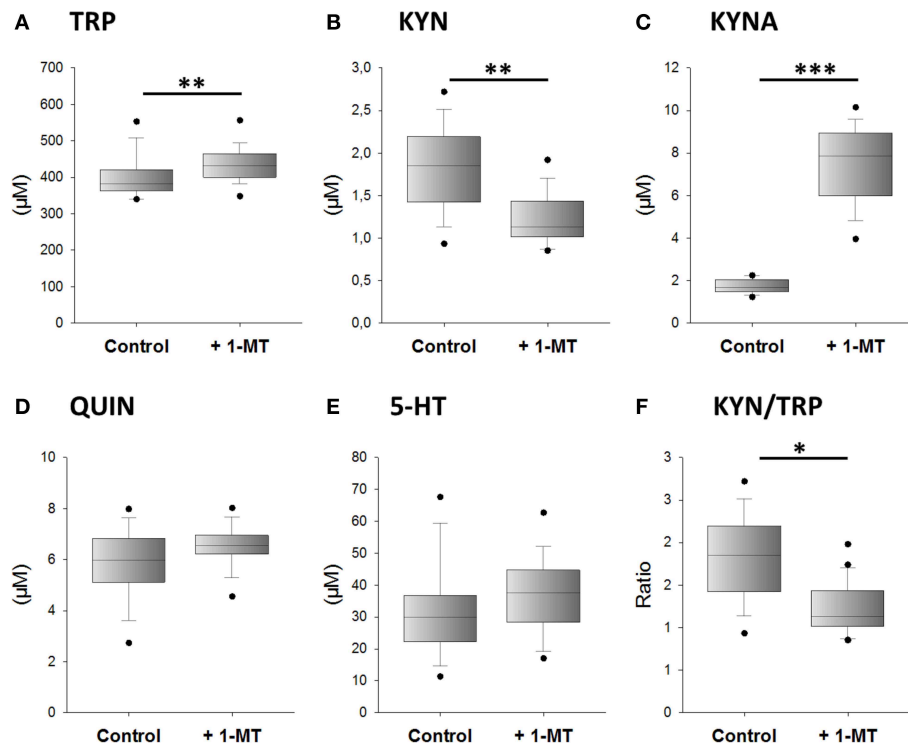 A TRP
700
600
500
400
300
200
100
0
(µM)
**
Control + 1-MT
B KYN
3,0
2,5
2,0
1,5
1,0
0,5
0,0
(µM)
**
Control + 1-MT
C KYNA
12
10
8
6
4
2
0
(µM)
***
Control + 1-MT
D QUIN
10
8
6
4
2
0
(µM)
Control + 1-MT
E 5-HT
80
70
60
50
40
30
20
10
0
(µM)
Control + 1-MT
F KYN/TRP
3
3
2
2
1
1
0
Ratio
*
Control + 1-MT